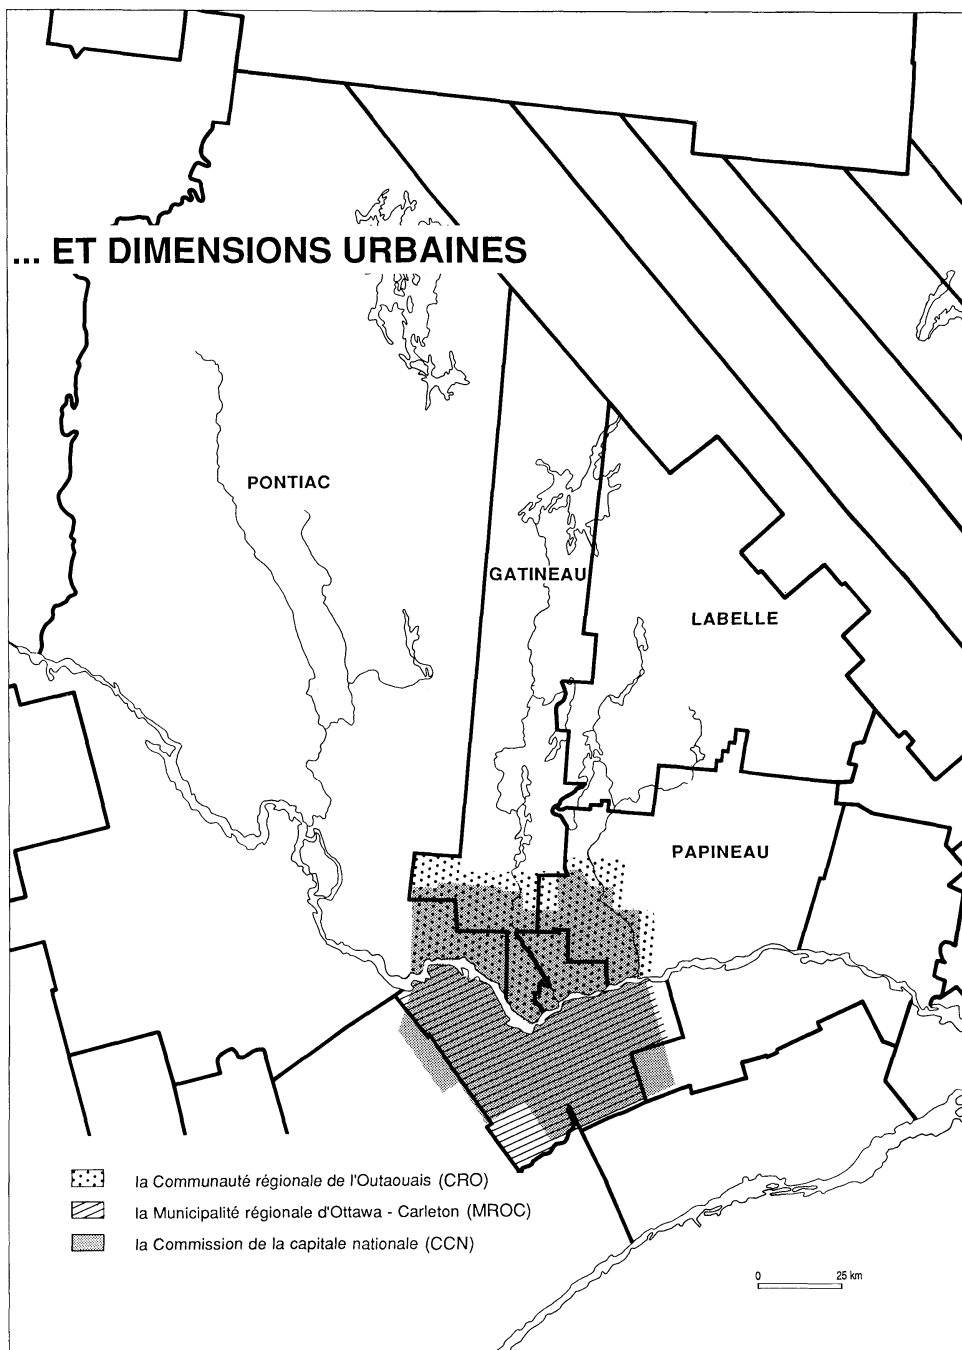 ... ET DIMENSIONS URBAINES
PONTIAC
GATINEAU
LABELLE
PAPINEAU
la Communauté régionale de l'Outaouais (CRO)
la Municipalité régionale d'Ottawa - Carleton (MROC)
la Commission de la capitale nationale (CCN)
0 25 km